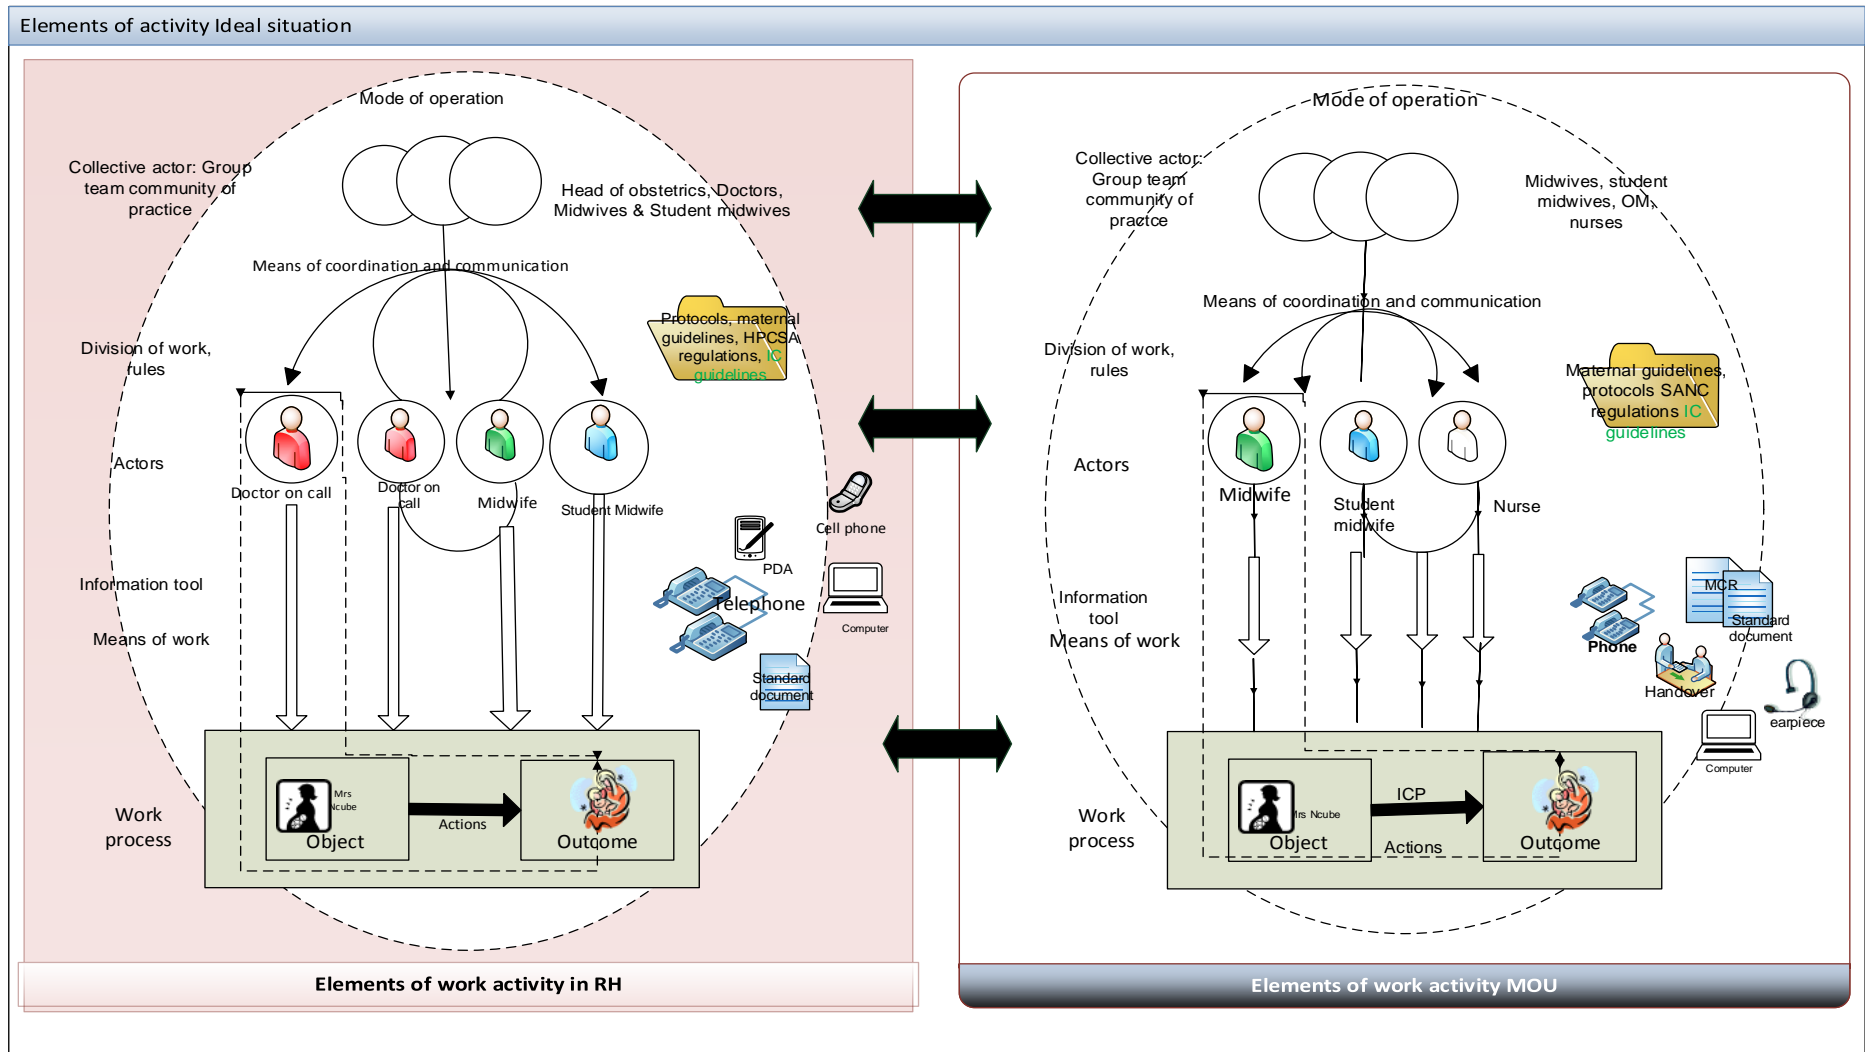 Elements of activity Ideal situation
Mode of operation
Collective actor: Group
team community of
practice
Head of obstetrics, Doctors,
Midwives & Student midwives
Means of coordination and communication
Protocols, maternal
guidelines, HPCSA
regulations, IC
guidelines
Division of work,
rules
Actors
Doctor on call
Doctor on
call
Midwife
Student Midwife
Cell phone
PDA
Information tool
Telephone
Computer
Means of work
Standard
document
Mrs
Ncube
Object
Actions
Outcome
Work
process
Elements of work activity in RH
Mode of operation
Collective actor:
Group team
community of
practce
Midwives, student
midwives, OM,
nurses
Means of coordination and communication
Division of work,
rules
Maternal guidelines,
protocols SANC
regulations IC
guidelines
Actors
Midwife
Student
midwife
Nurse
Information
tool
Means of work
MCR
Standard
document
Phone
Handover
earpiece
Computer
Mrs Ncube
Object
ICP
Actions
Outcome
Work
process
Elements of work activity MOU